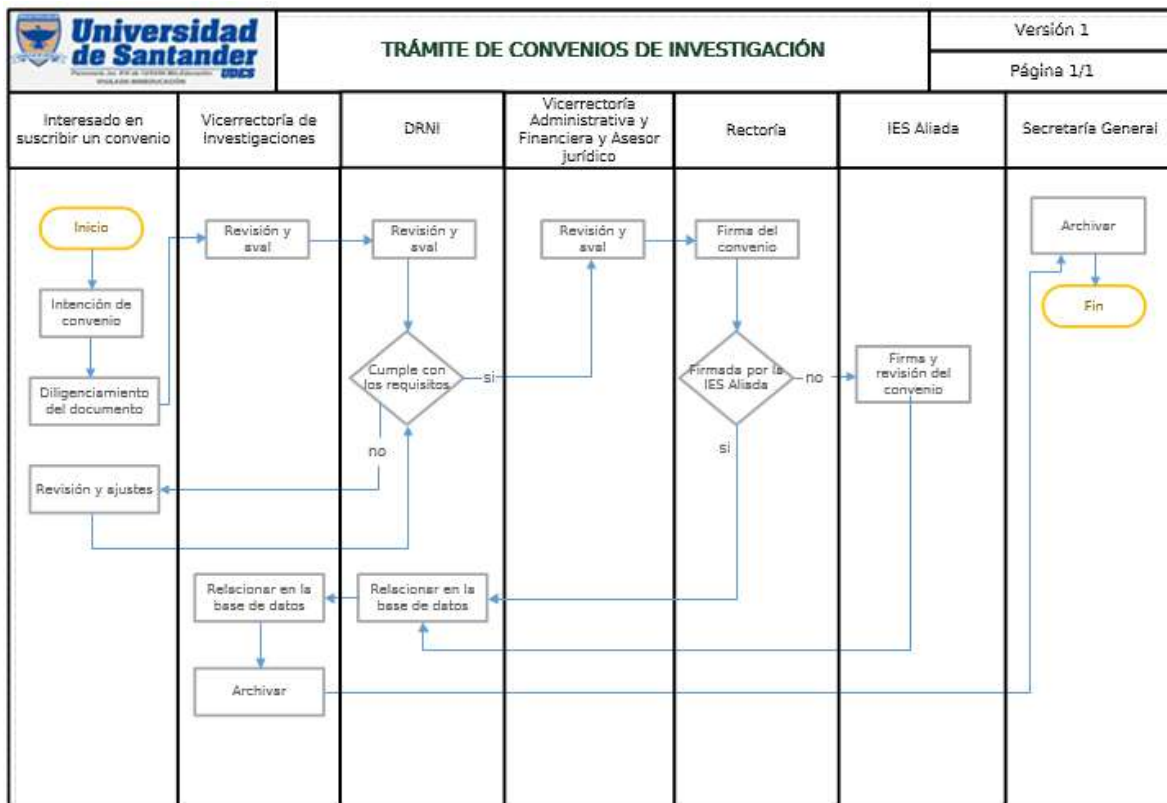 Universidad
de Santander
UDES
TRÁMITE DE CONVENIOS DE INVESTIGACIÓN
Versión 1
Página 1/1
Interesado en
suscribir un convenio
Vicerrectoría de
Investigaciones
DRNI
Vicerrectoría
Administrativa y
Financiera y Asesor
jurídico
Rectoría
IES Aliada
Secretaría General
Inicio
Intención de
convenio
Diligenciamiento
del documento
Revisión y ajustes
Revisión y
aval
Relacionar en la
base de datos
Archivar
Revisión y
aval
Cumple con
los requisitos
si
no
Relacionar en la
base de datos
Revisión y
aval
Firma del
convenio
Firmada por la
IES Aliada
no
si
Firma y
revisión del
convenio
Archivar
Fin